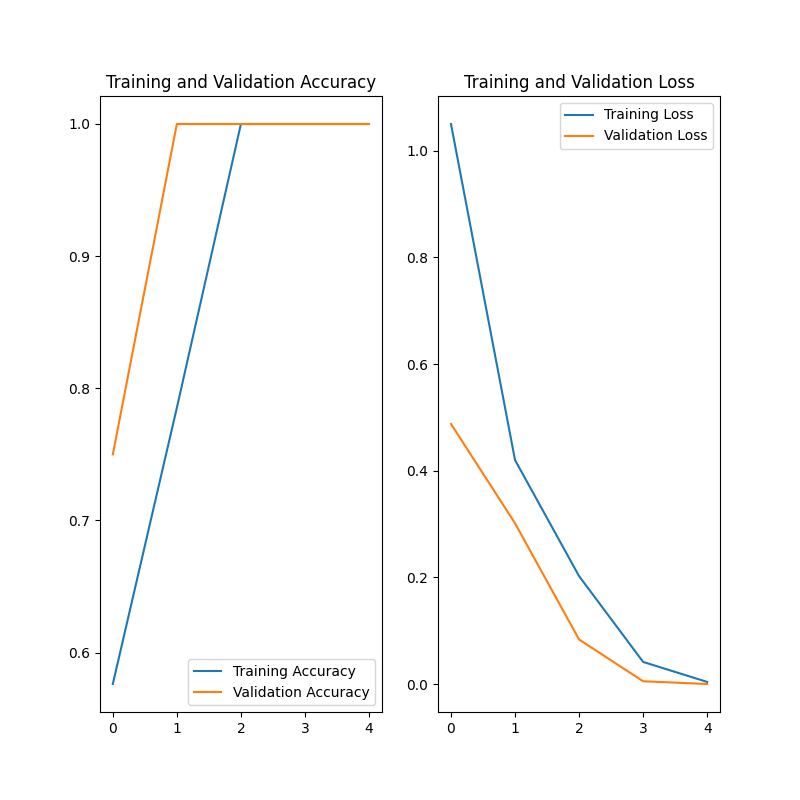 Training and Validation Accuracy
1.0
0.9
0.8
0.7
0.6
Training Accuracy
Validation Accuracy
0 1 2 3 4
Training and Validation Loss
Training Loss
Validation Loss
1.0
0.8
0.6
0.4
0.2
0.0
0 1 2 3 4